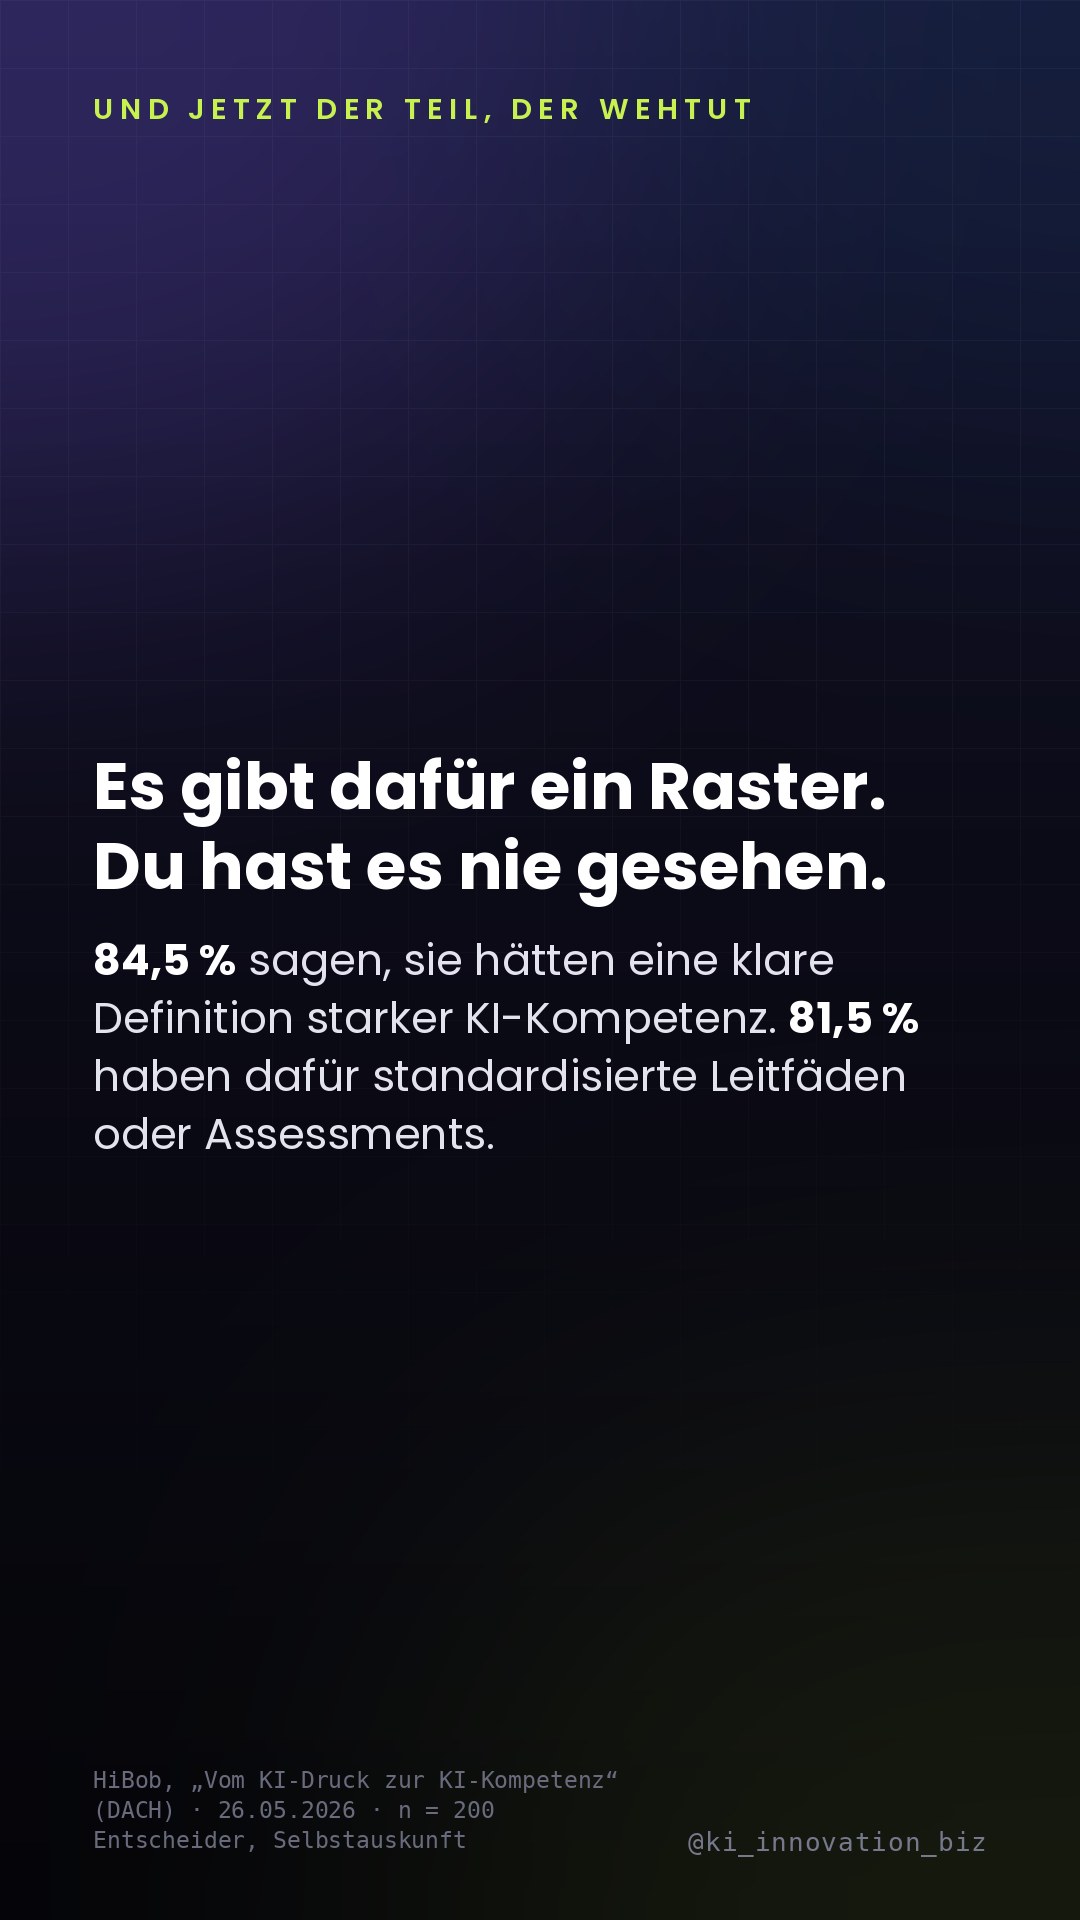 UND JETZT DER TEIL, DER WEHTUT
Es gibt dafür ein Raster.
Du hast es nie gesehen.
84,5 % sagen, sie hätten eine klare
Definition starker KI-Kompetenz. 81,5 %
haben dafür standardisierte Leitfäden
oder Assessments.
HiBob, „Vom KI-Druck zur KI-Kompetenz“
(DACH) · 26.05.2026 · n = 200
Entscheider, Selbstauskunft
@ki_innovation_biz